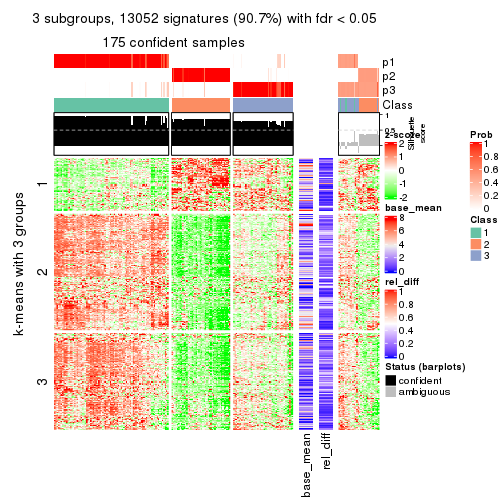 3 subgroups, 13052 signatures (90.7%) with fdr < 0.05
175 confident samples
p1
p2
p3
Class
1
0.5
Silhouette
score
k-means with 3 groups
1
2
3
base_mean
rel_diff
z-score
2
1
0
-1
-2
base_mean
8
6
4
2
0
rel_diff
1
0.8
0.6
0.4
0.2
0
Status (barplots)
confident
ambiguous
Prob
1
0.8
0.6
0.4
0.2
0
Class
1
2
3